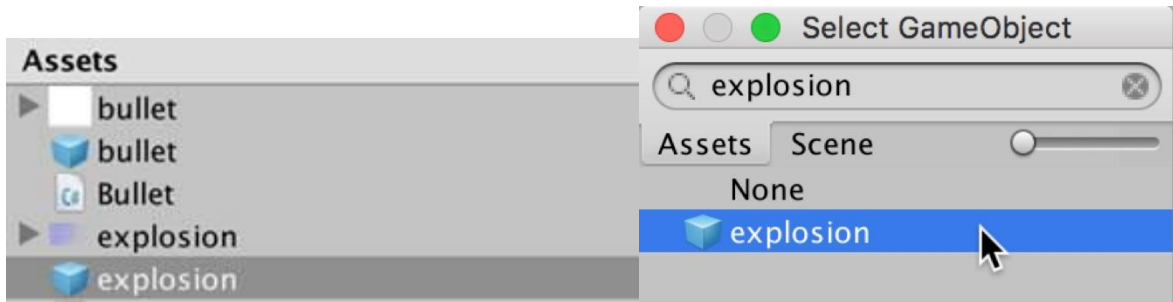 Assets
bullet
bullet
C# Bullet
explosion
explosion
Select GameObject
explosion
Assets Scene
None
explosion